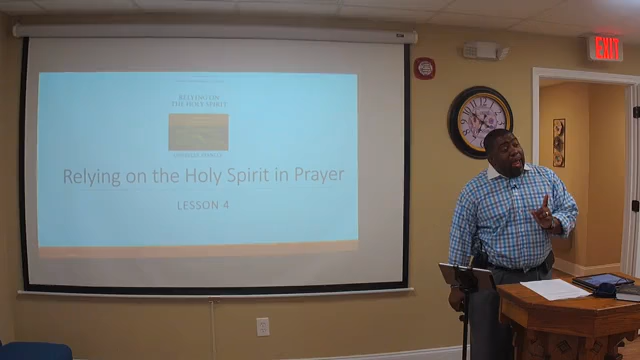 RELYING ON
THE HOLY SPIRIT
Relying on the Holy Spirit in Prayer
LESSON 4
EXIT